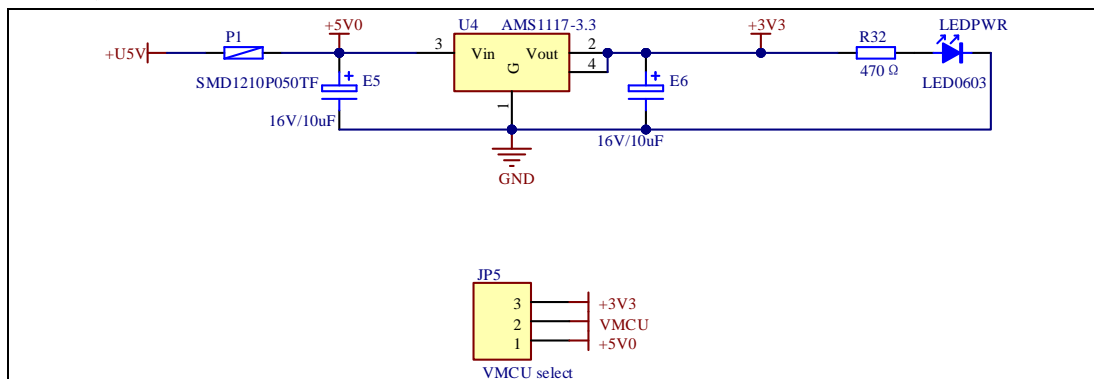 U4 AMS1117-3.3
+5V0
+3V3
LEDPWR
P1
R32
+U5V
3
Vin
Vout
2
4
G
1
SMD1210P050TF
E5
E6
470 Ω
LED0603
16V/10uF
16V/10uF
GND
JP5
3 +3V3
2 VMCU
1 +5V0
VMCU select